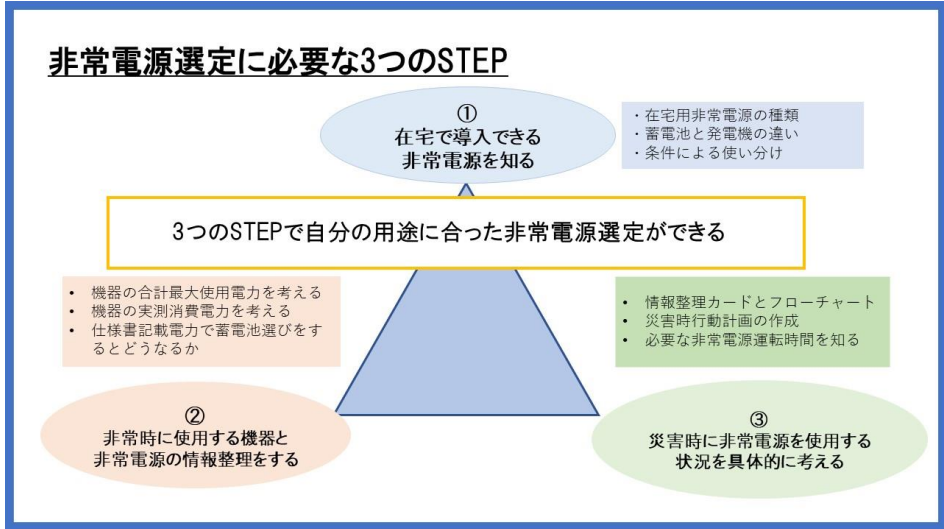 非常電源選定に必要な3つのSTEP
①
在宅で導入できる
非常電源を知る
・在宅用非常電源の種類
・蓄電池と発電機の違い
・条件による使い分け
3つのSTEPで自分の用途に合った非常電源選定ができる
• 機器の合計最大使用電力を考える
• 機器の実測消費電力を考える
• 仕様書記載電力で蓄電池選びをす
るとどうなるか
• 情報整理カードとフローチャート
• 災害時行動計画の作成
• 必要な非常電源運転時間を知る
②
非常時に使用する機器と
非常電源の情報整理をする
③
災害時に非常電源を使用する
状況を具体的に考える